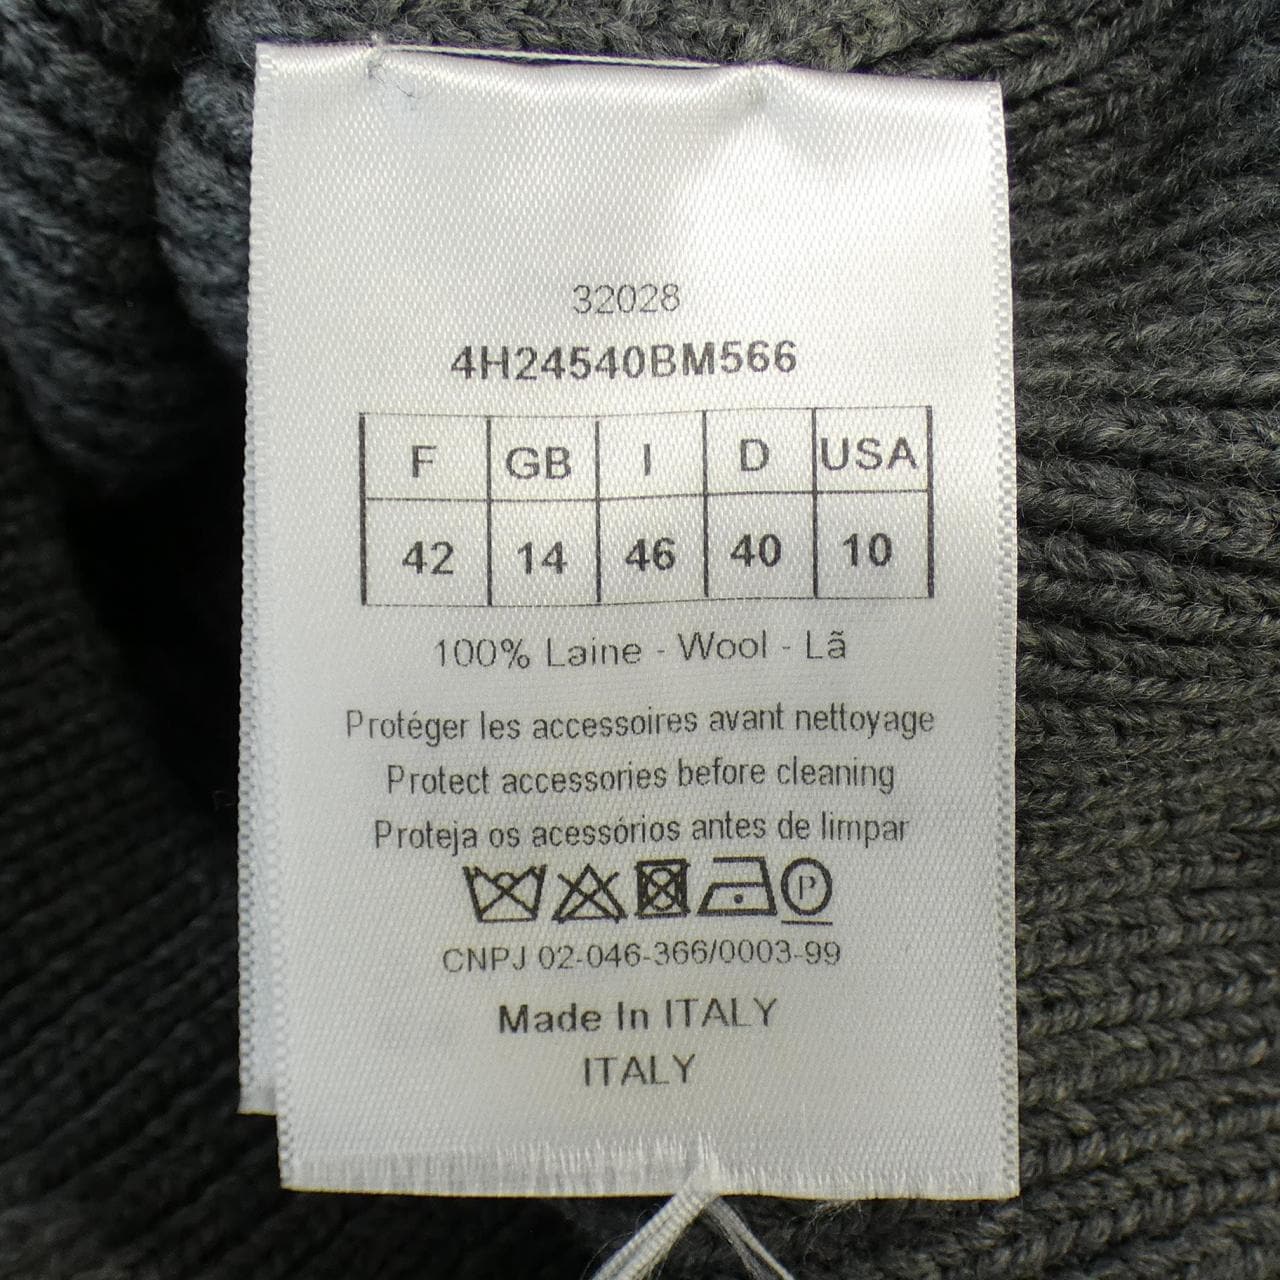 32028
4H24540BM566
F GB I D USA
42 14 46 40 10
100% Laine - Wool - Lã
Protéger les accessoires avant nettoyage
Protect accessories before cleaning
Proteja os acessórios antes de limpar
P
CNPJ 02-046-366/0003-99
Made In ITALY
ITALY